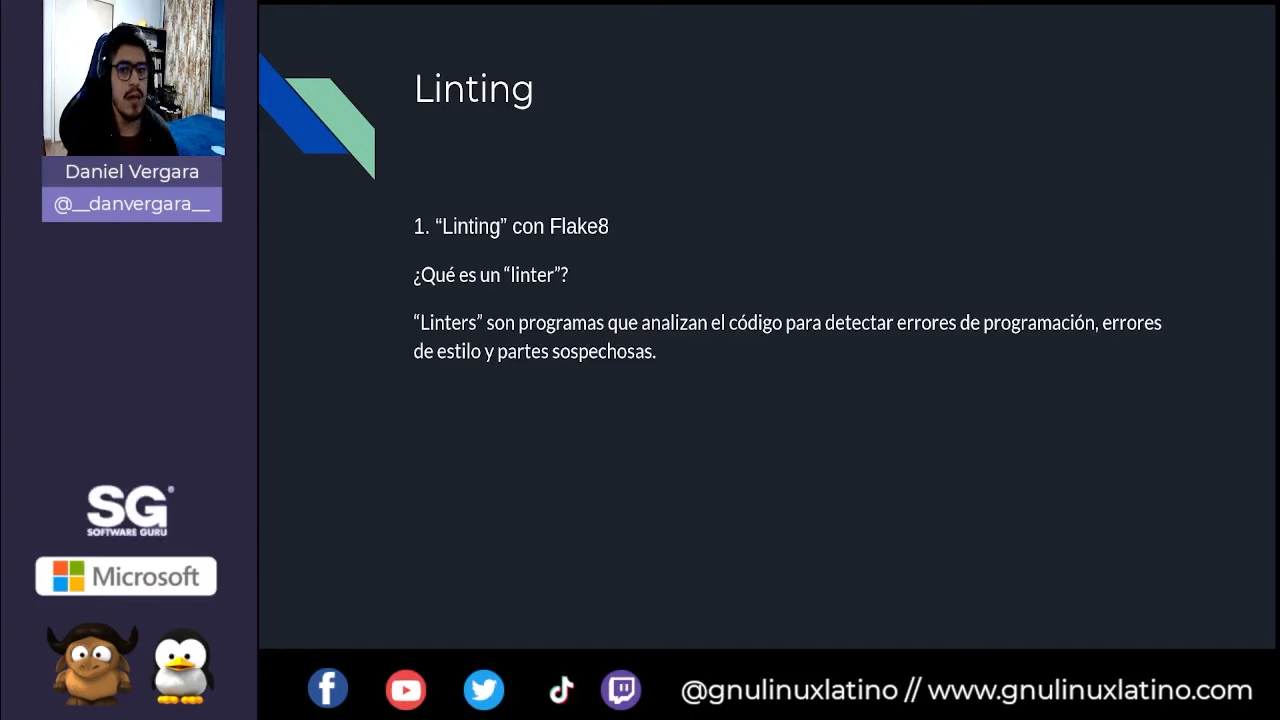 Daniel Vergara
@__danvergara__
SG
SOFTWARE GURU
Microsoft
Linting
1. “Linting” con Flake8
¿Qué es un “linter”?
“Linters” son programas que analizan el código para detectar errores de programación, errores
de estilo y partes sospechosas.
@gnulinuxlatino // www.gnulinuxlatino.com